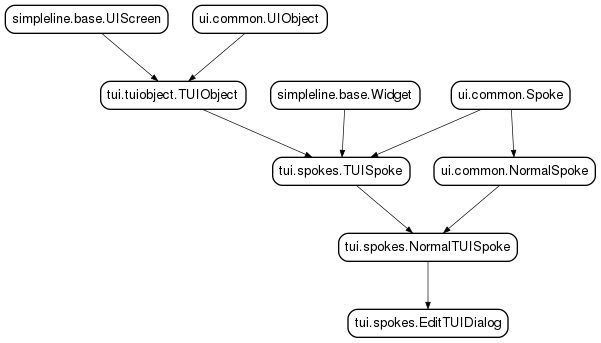 simpleline.base.UIScreen
ui.common.UIObject
tui.tuiobject.TUIObject
simpleline.base.Widget
ui.common.Spoke
tui.spokes.TUISpoke
ui.common.NormalSpoke
tui.spokes.NormalTUISpoke
tui.spokes.EditTUIDialog